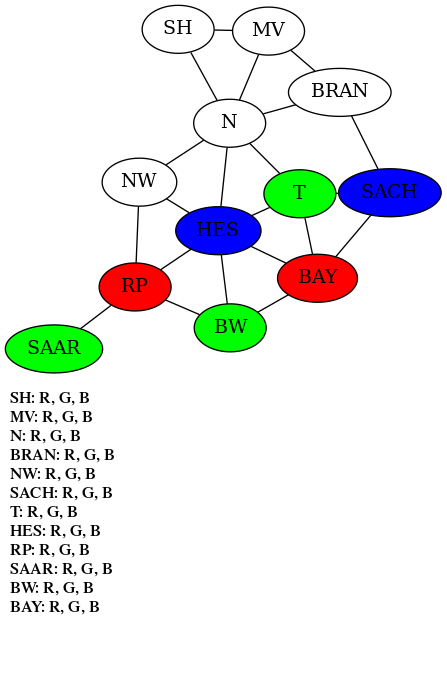 SH
MV
BRAN
N
NW
T
SACH
HES
BAY
RP
BW
SAAR
SH: R, G, B
MV: R, G, B
N: R, G, B
BRAN: R, G, B
NW: R, G, B
SACH: R, G, B
T: R, G, B
HES: R, G, B
RP: R, G, B
SAAR: R, G, B
BW: R, G, B
BAY: R, G, B